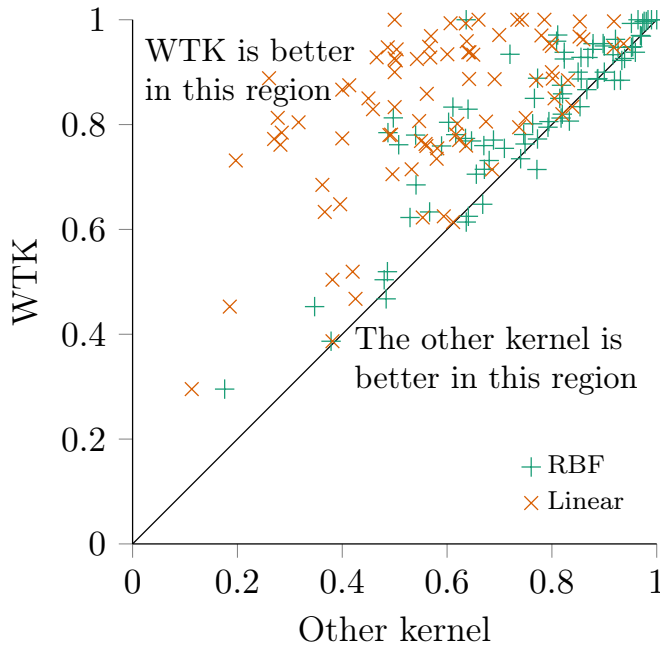 1
WTK is better
in this region
0.8
0.6
WTK
0.4
The other kernel is
better in this region
0.2
RBF
Linear
0
0 0.2 0.4 0.6 0.8 1
Other kernel